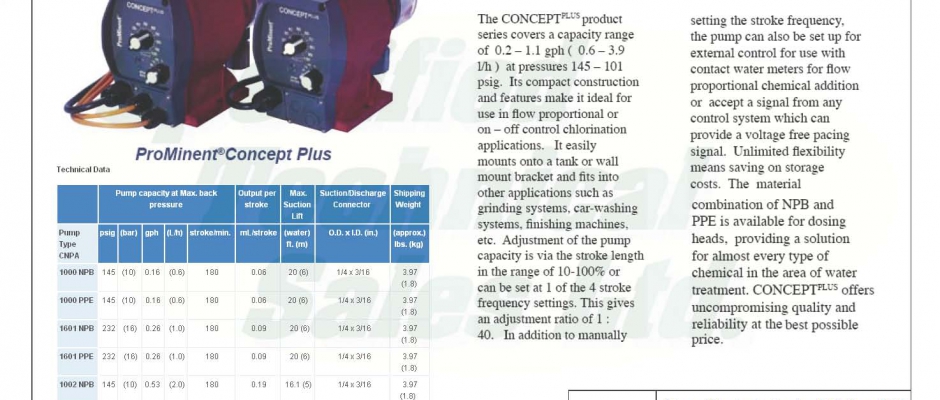 CONCEPTPLUS
CONCEPTPLUS
ProMinent
ProMinent
ProMinent®Concept Plus
Technical Data
Pump capacity at Max. back pressure | Output per stroke | Max. Suction Lift | Suction/Discharge Connector | Shipping Weight
Pump Type CNPA | psig | (bar) | gph | (L/h) | stroke/min. | mL/stroke | (water) ft. (m) | O.D. x I.D. (in.) | (approx.) lbs. (kg)
1000 NPB 145 (10) 0.16 (0.6) 180 0.06 20 (6) 1/4 x 3/16 3.97 (1.8)
1000 PPE 145 (10) 0.16 (0.6) 180 0.06 20 (6) 1/4 x 3/16 3.97 (1.8)
1601 NPB 232 (16) 0.26 (1.0) 180 0.09 20 (6) 1/4 x 3/16 3.97 (1.8)
1601 PPE 232 (16) 0.26 (1.0) 180 0.09 20 (6) 1/4 x 3/16 3.97 (1.8)
1002 NPB 145 (10) 0.53 (2.0) 180 0.19 16.1 (5) 1/4 x 3/16 3.97 (1.8)
The CONCEPTPLUS product
series covers a capacity range
of 0.2 – 1.1 gph ( 0.6 – 3.9
l/h ) at pressures 145 – 101
psig. Its compact construction
and features make it ideal for
use in flow proportional or
on – off control chlorination
applications. It easily
mounts onto a tank or wall
mount bracket and fits into
other applications such as
grinding systems, car-washing
systems, finishing machines,
etc. Adjustment of the pump
capacity is via the stroke length
in the range of 10-100% or
can be set at 1 of the 4 stroke
frequency settings. This gives
an adjustment ratio of 1 :
40. In addition to manually
setting the stroke frequency,
the pump can also be set up for
external control for use with
contact water meters for flow
proportional chemical addition
or accept a signal from any
control system which can
provide a voltage free pacing
signal. Unlimited flexibility
means saving on storage
costs. The material
combination of NPB and
PPE is available for dosing
heads, providing a solution
for almost every type of
chemical in the area of water
treatment. CONCEPTPLUS offers
uncompromising quality and
reliability at the best possible
price.